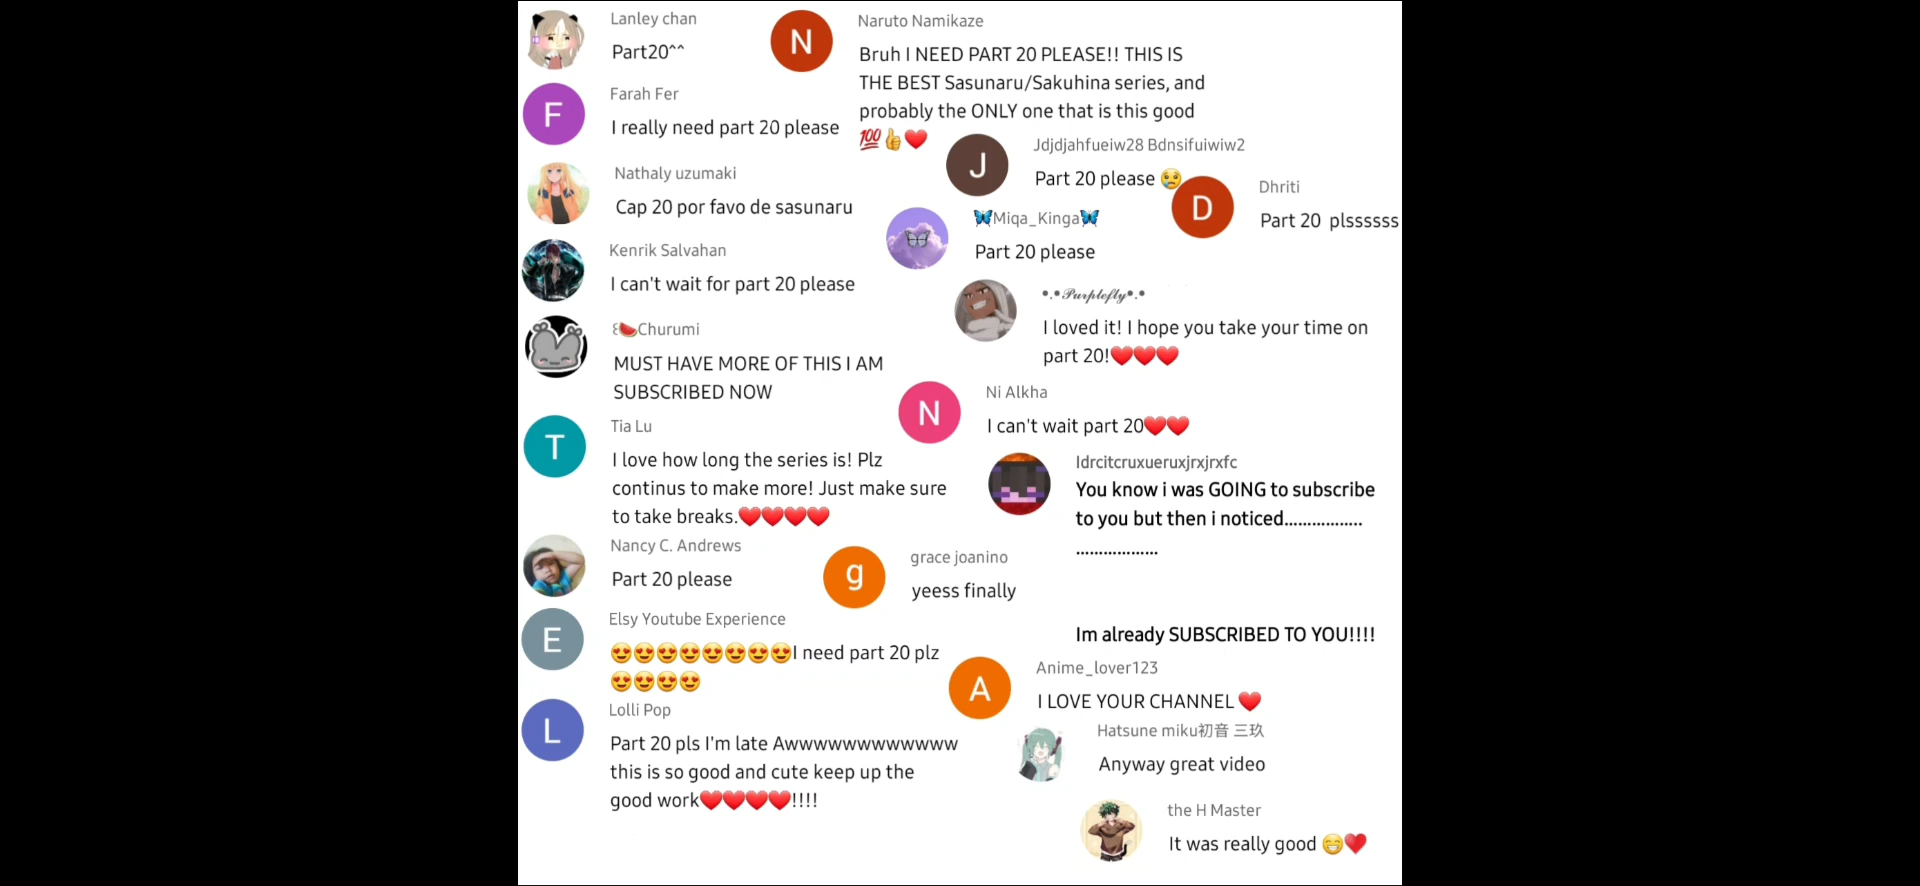 Lanley chan
Part20^^
F
Farah Fer
I really need part 20 please
Nathaly uzumaki
Cap 20 por favo de sasunaru
Kenrik Salvahan
I can't wait for part 20 please
꒰🍉Churumi
MUST HAVE MORE OF THIS I AM
SUBSCRIBED NOW
T
Tia Lu
I love how long the series is! Plz
continus to make more! Just make sure
to take breaks.❤️❤️❤️❤️
Nancy C. Andrews
Part 20 please
E
Elsy Youtube Experience
😍😍😍😍😍😍😍😍I need part 20 plz
😍😍😍😍
L
Lolli Pop
Part 20 pls I'm late Awwwwwwwwwwww
this is so good and cute keep up the
good work❤️❤️❤️❤️!!!!
N
Naruto Namikaze
Bruh I NEED PART 20 PLEASE!! THIS IS
THE BEST Sasunaru/Sakuhina series, and
probably the ONLY one that is this good
💯👍❤️
J
Jdjdjahfueiw28 Bdnsifuiwiw2
Part 20 please 😢
D
Dhriti
Part 20 plssssss
🦋Miqa_Kinga🦋
Part 20 please
•.•𝒫𝓊𝓇𝓅𝓁𝑒𝒻𝓁𝓎•.•
I loved it! I hope you take your time on
part 20!❤️❤️❤️
N
Ni Alkha
I can't wait part 20❤️❤️
Idrcitcruxueruxjrxjrxfc
You know i was GOING to subscribe
to you but then i noticed.................
..................
Im already SUBSCRIBED TO YOU!!!!
g
grace joanino
yeess finally
A
Anime_lover123
I LOVE YOUR CHANNEL ❤️
Hatsune miku初音 三玖
Anyway great video
the H Master
It was really good 😁❤️